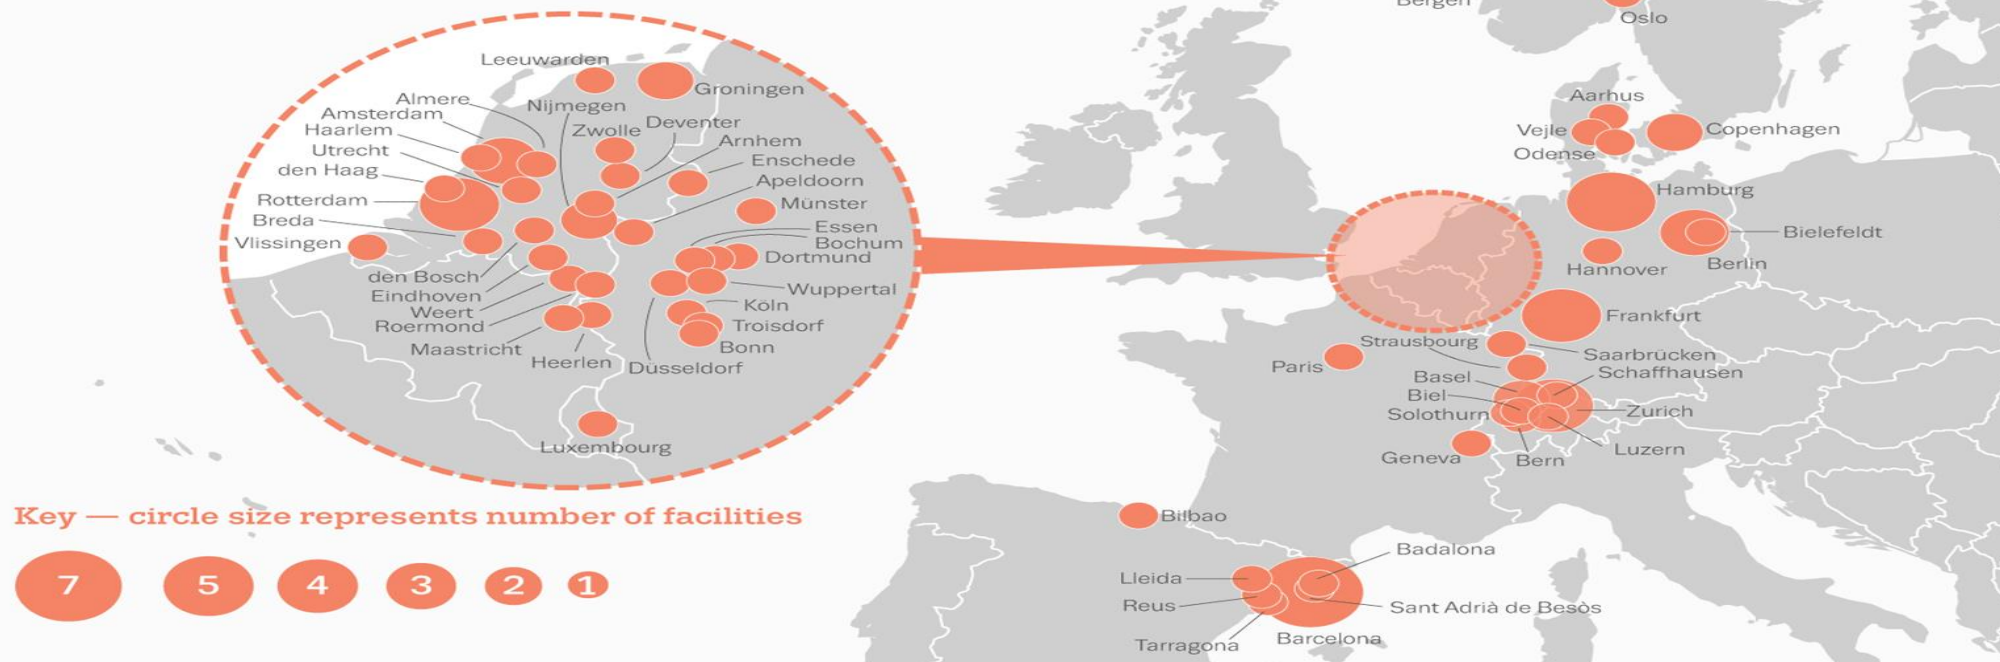 Bergen
Oslo
Leeuwarden
Groningen
Almere
Nijmegen
Amsterdam
Zwolle
Deventer
Haarlem
Arnhem
Utrecht
Enschede
den Haag
Apeldoorn
Rotterdam
Münster
Breda
Essen
Vlissingen
Bochum
Dortmund
den Bosch
Wuppertal
Eindhoven
Köln
Weert
Troisdorf
Roermond
Bonn
Maastricht
Heerlen
Düsseldorf
Luxembourg
Aarhus
Vejle
Copenhagen
Odense
Hamburg
Bielefeldt
Hannover
Berlin
Frankfurt
Strausbourg
Saarbrücken
Paris
Schaffhausen
Basel
Biel
Zurich
Solothurn
Luzern
Geneva
Bern
Bilbao
Badalona
Lleida
Reus
Sant Adrià de Besòs
Tarragona
Barcelona
Key — circle size represents number of facilities
7 5 4 3 2 1